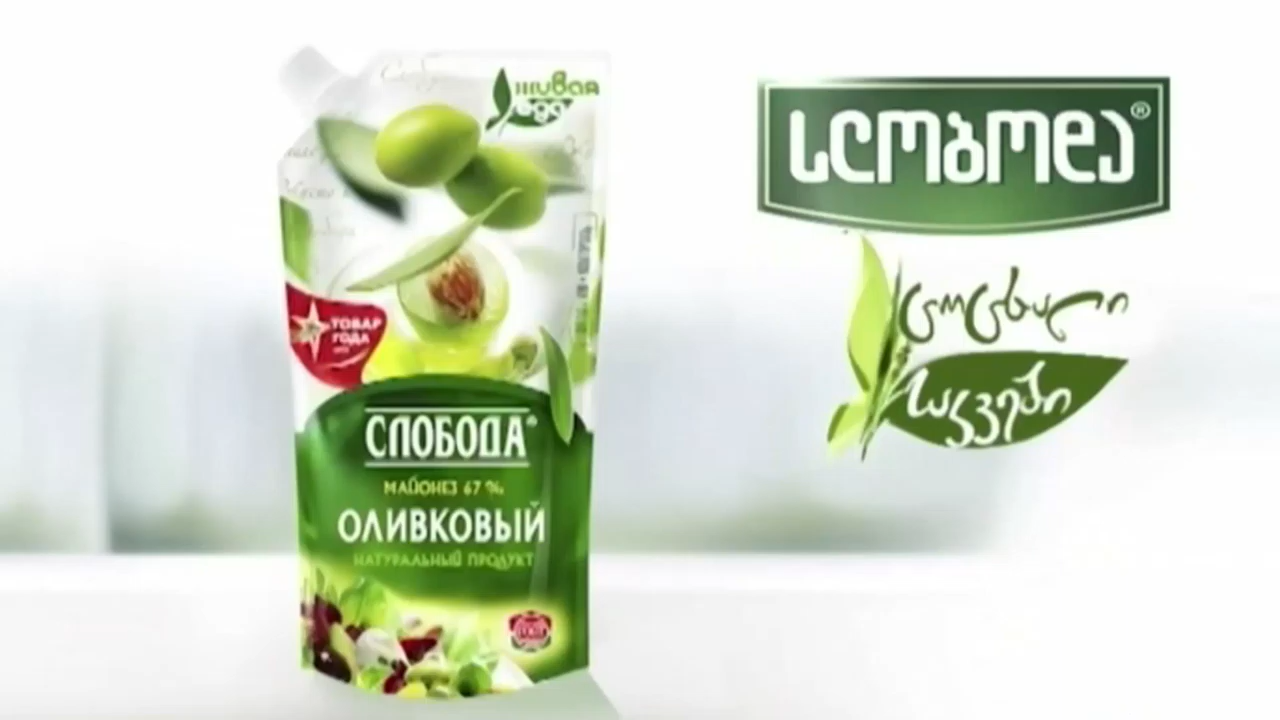 живая
еда
ТОВАР
ГОДА
СЛОБОДА®
МАЙОНЕЗ 67 %
ОЛИВКОВЫЙ
НАТУРАЛЬНЫЙ ПРОДУКТ
სლობოდა®
ცოცხალი
საკვები